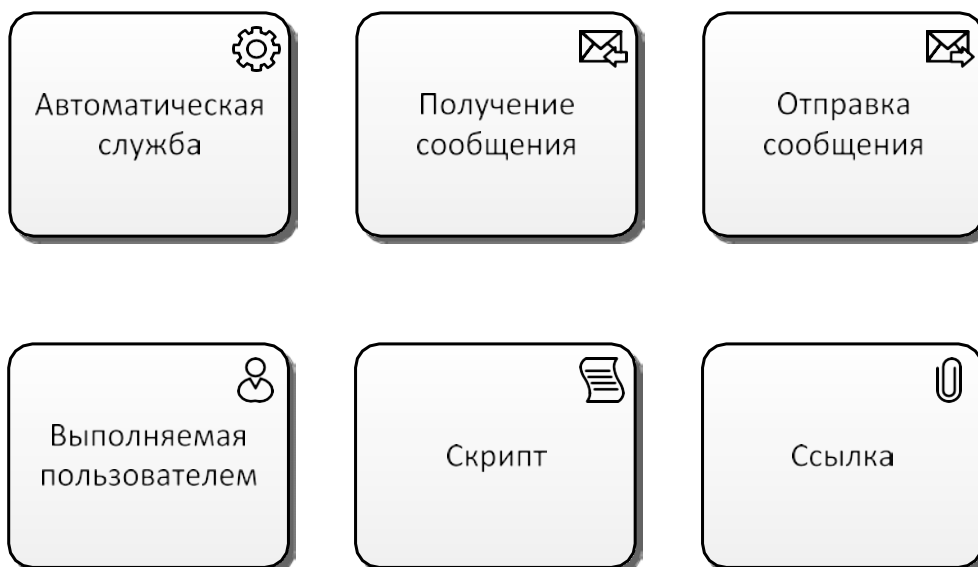 Автоматическая
служба
Получение
сообщения
Отправка
сообщения
Выполняемая
пользователем
Скрипт
Ссылка